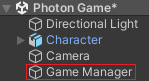 Photon Game*
Directional Light
Character
Camera
Game Manager